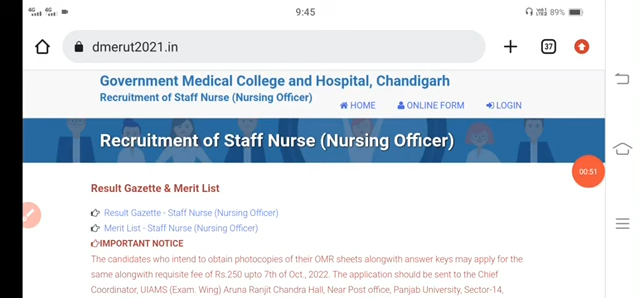 4G 4G 9:45 89%
dmerut2021.in
37
Government Medical College and Hospital, Chandigarh
Recruitment of Staff Nurse (Nursing Officer)
HOME ONLINE FORM LOGIN
Recruitment of Staff Nurse (Nursing Officer)
00:51
Result Gazette & Merit List
Result Gazette - Staff Nurse (Nursing Officer)
Merit List - Staff Nurse (Nursing Officer)
IMPORTANT NOTICE
The candidates who intend to obtain photocopies of their OMR sheets alongwith answer keys may apply for the
same alongwith requisite fee of Rs.250 upto 7th of Oct., 2022. The application should be sent to the Chief
Coordinator, UIAMS (Exam. Wing) Aruna Ranjit Chandra Hall, Near Post office, Panjab University, Sector-14,